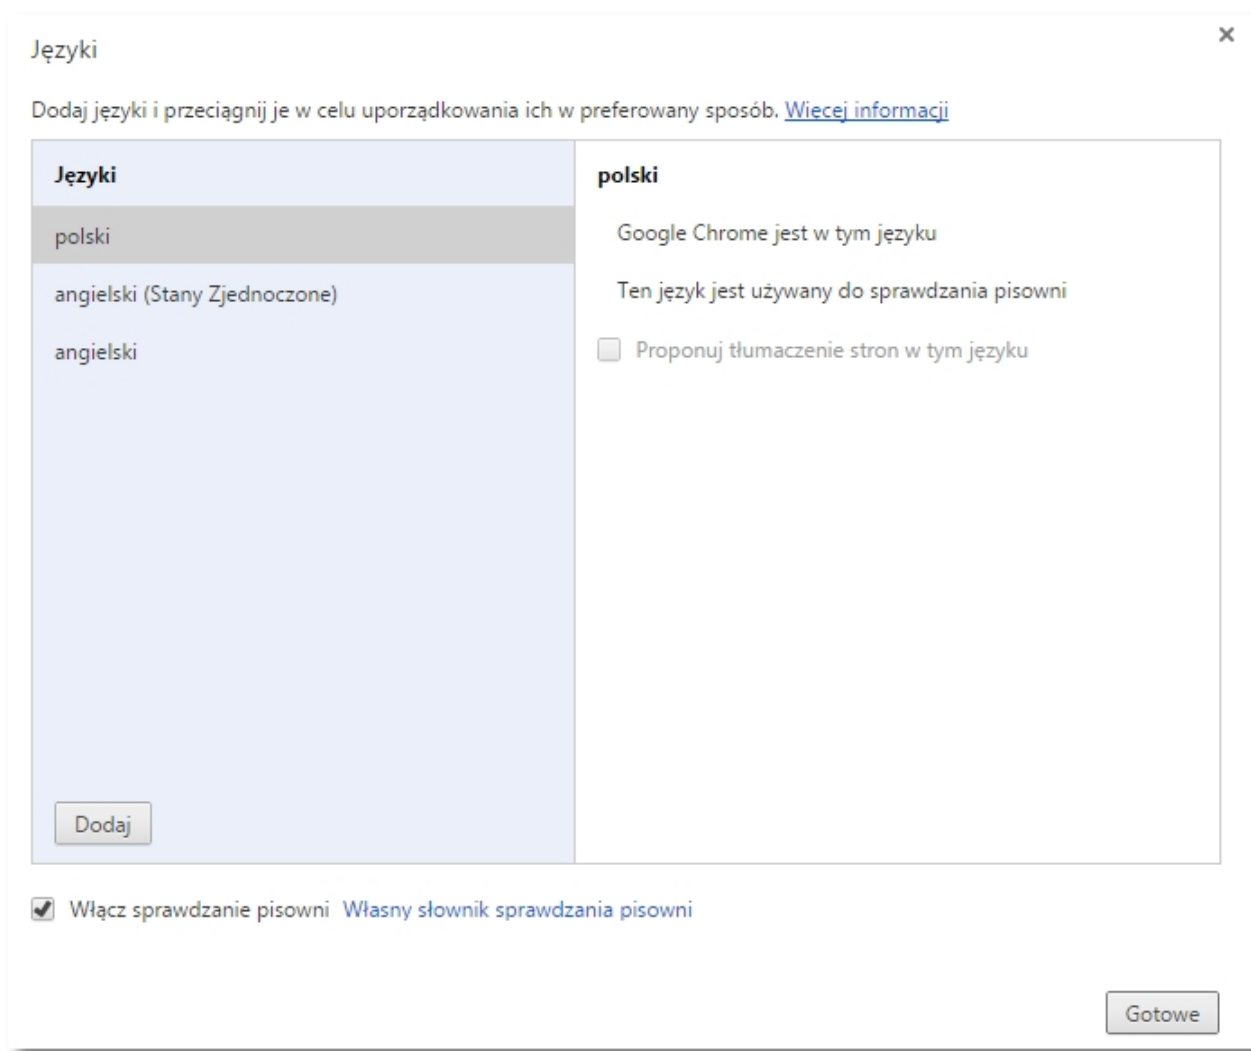 Języki
Dodaj języki i przeciągnij je w celu uporządkowania ich w preferowany sposób. Więcej informacji
Języki
polski
angielski (Stany Zjednoczone)
angielski
Dodaj
polski
Google Chrome jest w tym języku
Ten język jest używany do sprawdzania pisowni
Proponuj tłumaczenie stron w tym języku
Włącz sprawdzanie pisowni Własny słownik sprawdzania pisowni
Gotowe